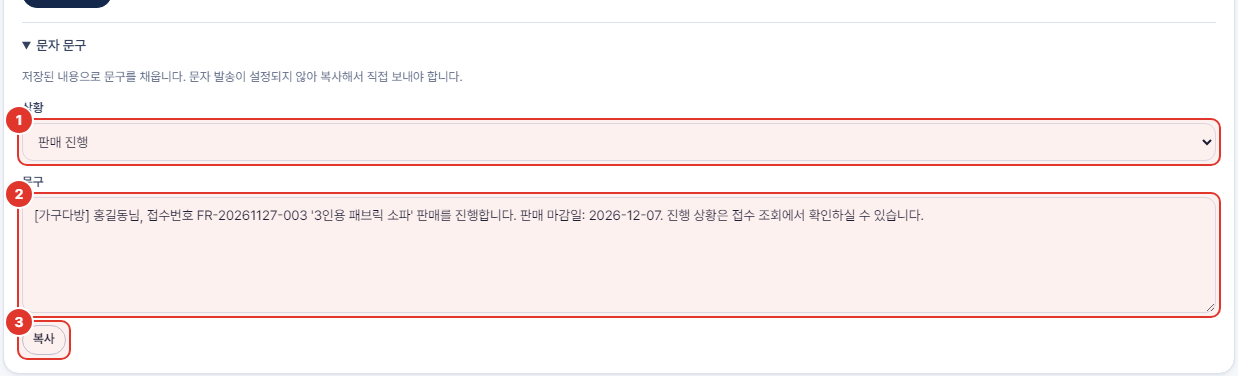 ▼ 문자 문구
저장된 내용으로 문구를 채웁니다. 문자 발송이 설정되지 않아 복사해서 직접 보내야 합니다.
상황
1
판매 진행
문구
2
[가구다방] 홍길동님, 접수번호 FR-20261127-003 '3인용 패브릭 소파' 판매를 진행합니다. 판매 마감일: 2026-12-07. 진행 상황은 접수 조회에서 확인하실 수 있습니다.
3
복사